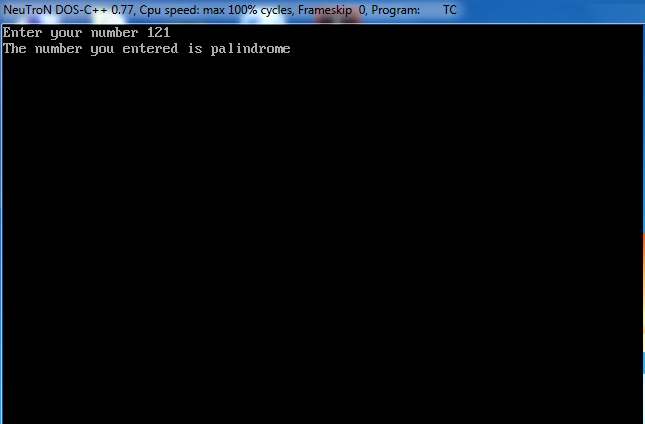 NeuTroN DOS-C++ 0.77, Cpu speed: max 100% cycles, Frameskip 0, Program: TC
Enter your number 121
The number you entered is palindrome